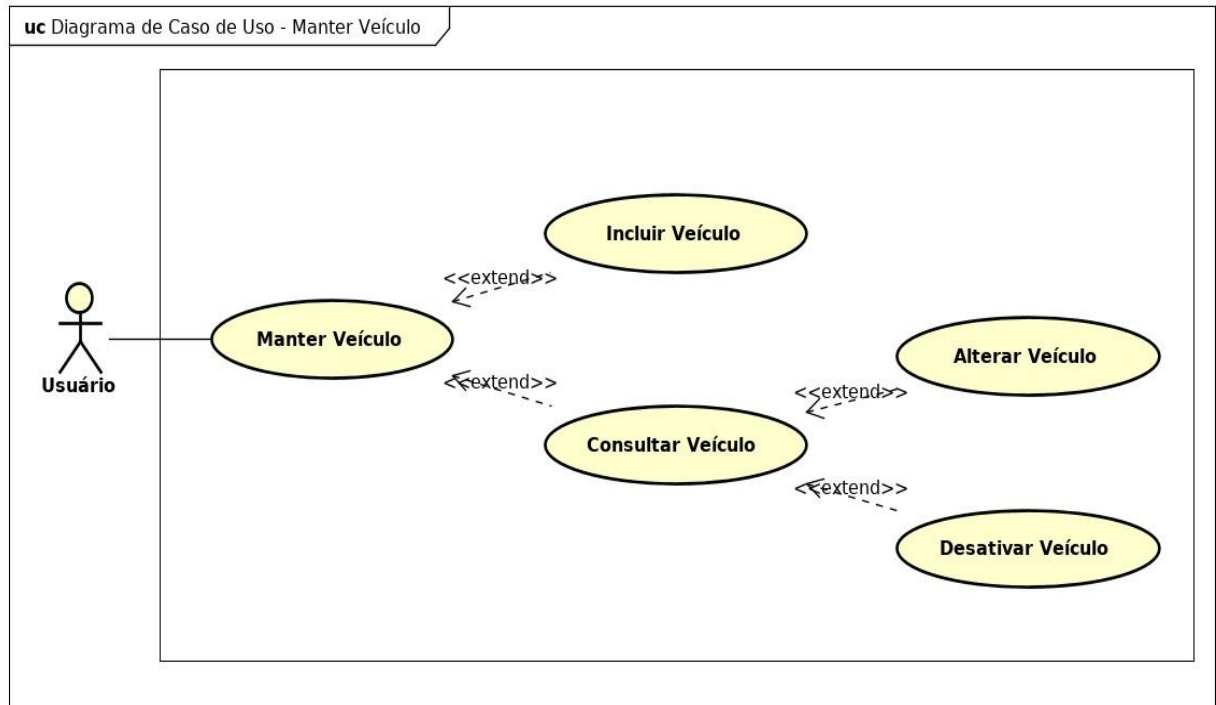 uc Diagrama de Caso de Uso - Manter Veículo
Incluir Veículo
<<extend>>
Manter Veículo
Usuário
<<extend>>
Alterar Veículo
<<extend>>
Consultar Veículo
<<extend>>
Desativar Veículo